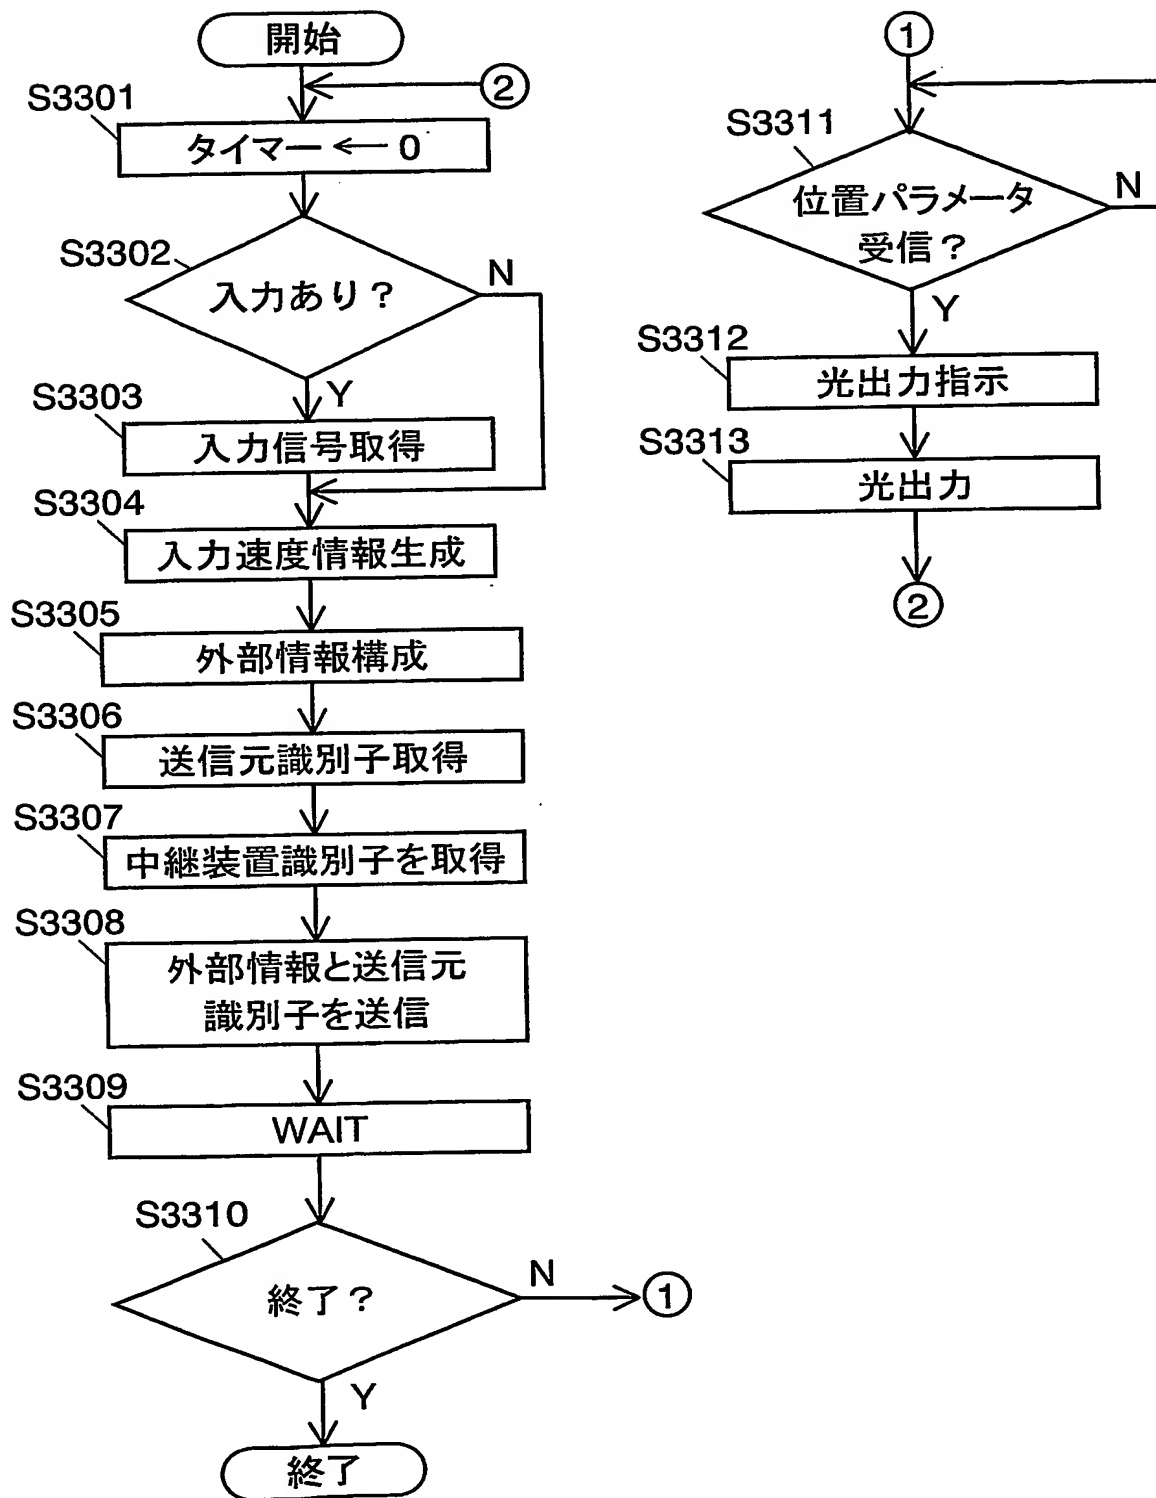 開始
②
S3301
タイマー ← 0
S3302
入力あり？
N
Y
S3303
入力信号取得
S3304
入力速度情報生成
S3305
外部情報構成
S3306
送信元識別子取得
S3307
中継装置識別子を取得
S3308
外部情報と送信元
識別子を送信
S3309
WAIT
S3310
終了？
N
①
Y
終了
①
S3311
位置パラメータ
受信？
N
Y
S3312
光出力指示
S3313
光出力
②